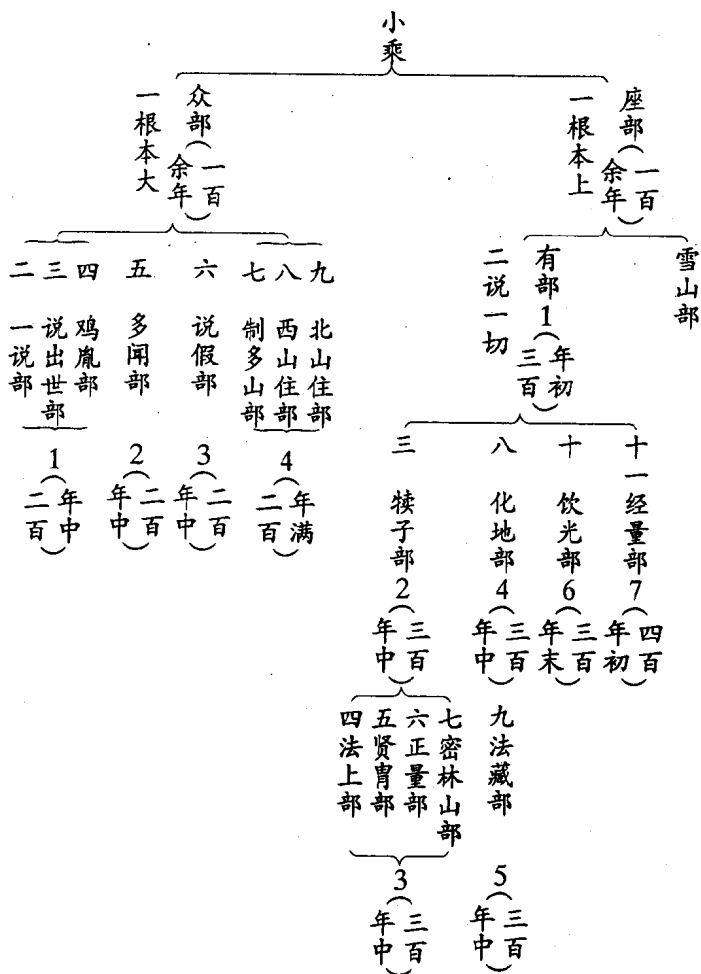 小乘
一根本大众部（一百余年）
一根本上座部（一百余年）
二 一说部
三 说出世部
四 鸡胤部
1（二百年中）
五 多闻部
2（二百年中）
六 说假部
3（二百年中）
七 制多山部
八 西山住部
九 北山住部
4（二百年满）
二说一切有部1（三百年初）
雪山部
三 犊子部2（三百年中）
四法上部
五贤胄部
六正量部
七密林山部
3（三百年中）
八 化地部4（三百年中）
九法藏部
5（三百年中）
十 饮光部6（三百年末）
十一经量部7（四百年初）